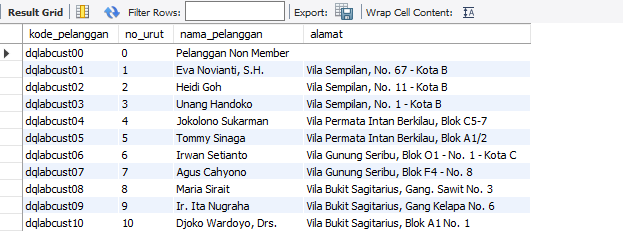 Result Grid Filter Rows: Export: Wrap Cell Content:
kode_pelanggan no_urut nama_pelanggan alamat
dqlabcust00 0 Pelanggan Non Member
dqlabcust01 1 Eva Novianti, S.H. Vila Sempilan, No. 67 - Kota B
dqlabcust02 2 Heidi Goh Vila Sempilan, No. 11 - Kota B
dqlabcust03 3 Unang Handoko Vila Sempilan, No. 1 - Kota B
dqlabcust04 4 Jokolono Sukarman Vila Permata Intan Berkilau, Blok C5-7
dqlabcust05 5 Tommy Sinaga Vila Permata Intan Berkilau, Blok A1/2
dqlabcust06 6 Irwan Setianto Vila Gunung Seribu, Blok O1 - No. 1 - Kota C
dqlabcust07 7 Agus Cahyono Vila Gunung Seribu, Blok F4 - No. 8
dqlabcust08 8 Maria Sirait Vila Bukit Sagitarius, Gang. Sawit No. 3
dqlabcust09 9 Ir. Ita Nugraha Vila Bukit Sagitarius, Gang Kelapa No. 6
dqlabcust10 10 Djoko Wardoyo, Drs. Vila Bukit Sagitarius, Blok A1 No. 1